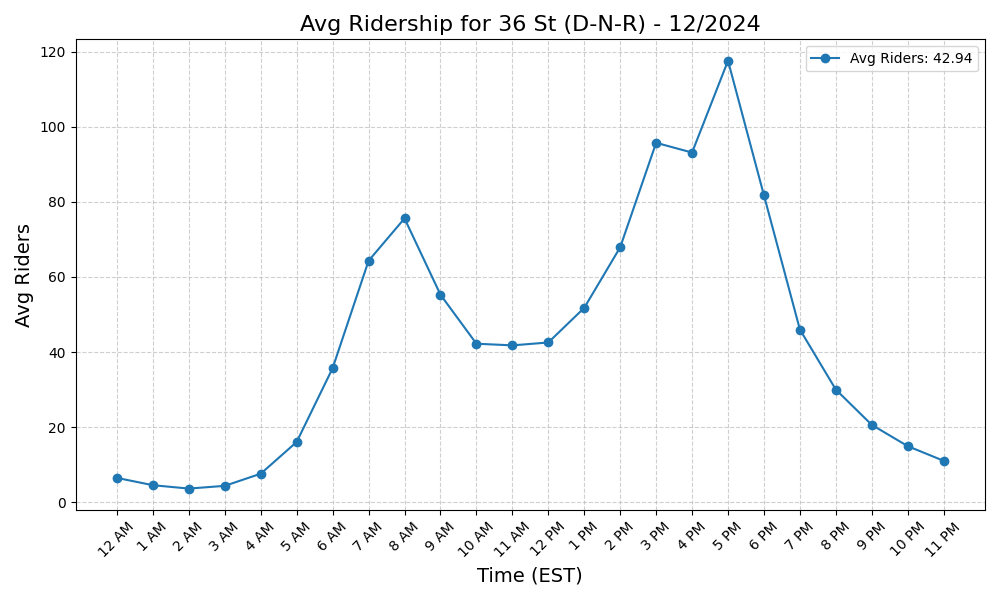 Avg Ridership for 36 St (D-N-R) - 12/2024
Avg Riders: 42.94
120
100
80
60
40
20
0
Avg Riders
12 AM
1 AM
2 AM
3 AM
4 AM
5 AM
6 AM
7 AM
8 AM
9 AM
10 AM
11 AM
12 PM
1 PM
2 PM
3 PM
4 PM
5 PM
6 PM
7 PM
8 PM
9 PM
10 PM
11 PM
Time (EST)